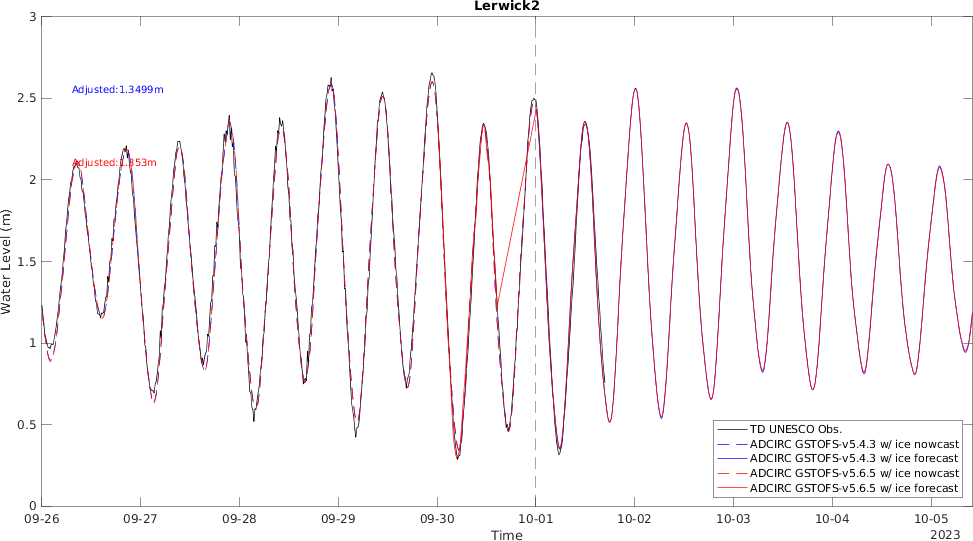 Lerwick2
3
2.5
2
1.5
1
0.5
0
Water Level (m)
Adjusted:1.3499m
Adjusted:1.353m
TD UNESCO Obs.
ADCIRC GSTOFS-v5.4.3 w/ ice nowcast
ADCIRC GSTOFS-v5.4.3 w/ ice forecast
ADCIRC GSTOFS-v5.6.5 w/ ice nowcast
ADCIRC GSTOFS-v5.6.5 w/ ice forecast
09-26 09-27 09-28 09-29 09-30 10-01 10-02 10-03 10-04 10-05
Time
2023